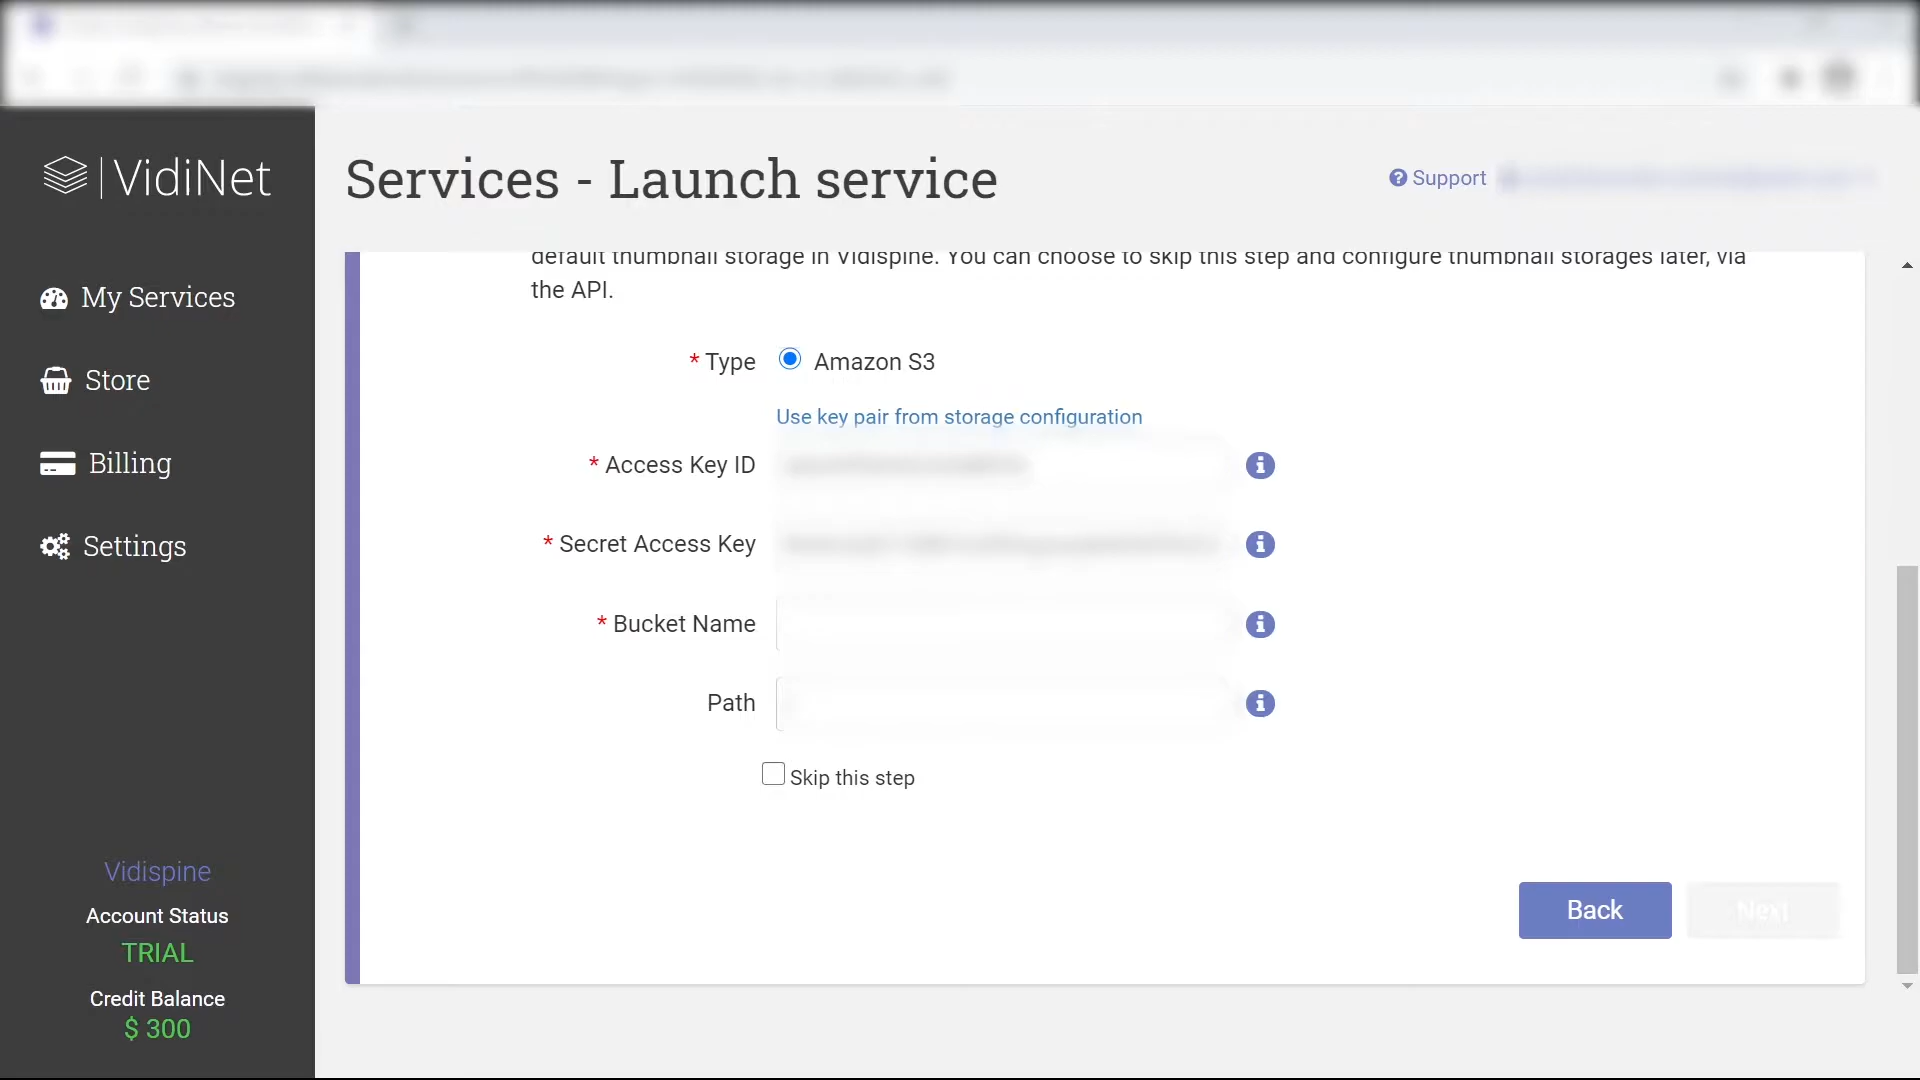 VidiNet
Services - Launch service
Support
My Services
Store
Billing
Settings
default thumbnail storage in Vidispine. You can choose to skip this step and configure thumbnail storages later, via
the API.
* Type Amazon S3
Use key pair from storage configuration
* Access Key ID
* Secret Access Key
* Bucket Name
Path
Skip this step
Back Next
Vidispine
Account Status
TRIAL
Credit Balance
$ 300